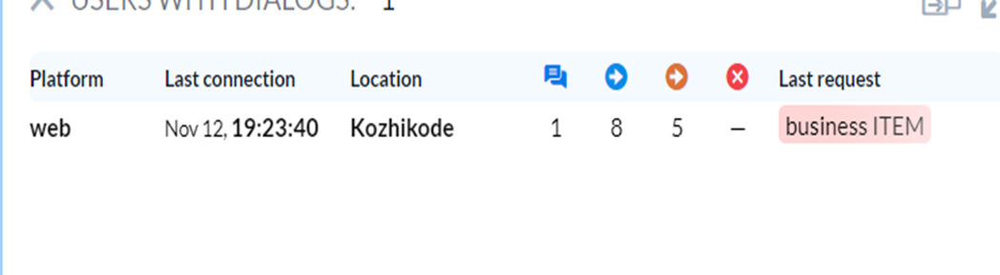 USERS WITH DIALOGS: 1
Platform Last connection Location Last request
web Nov 12, 19:23:40 Kozhikode 1 8 5 – business ITEM